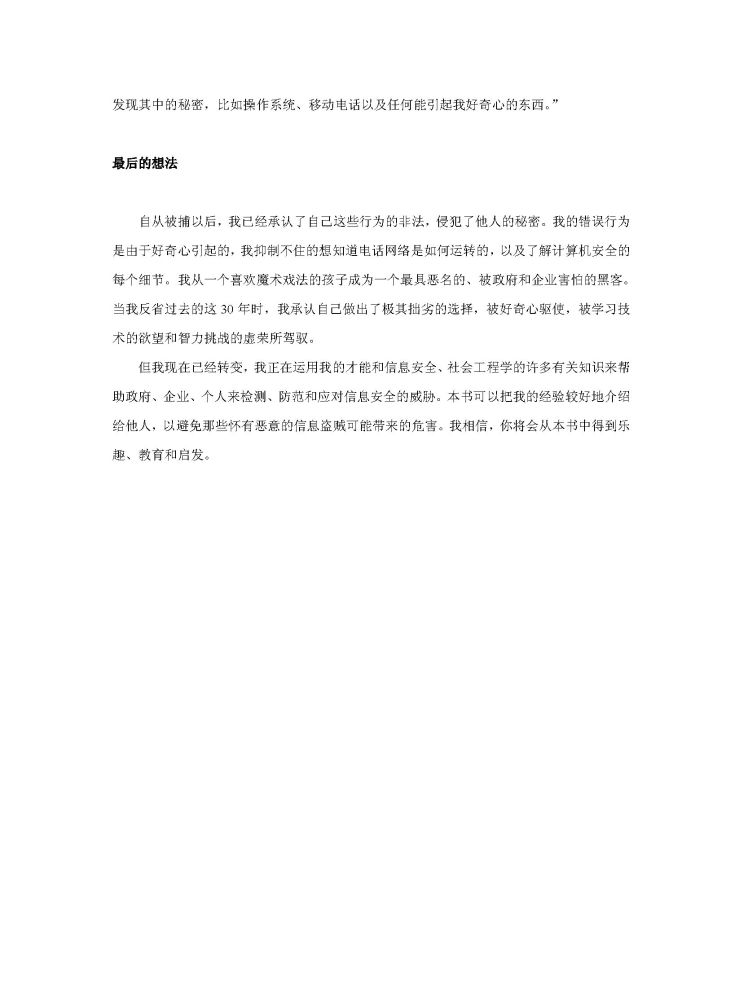 发现其中的秘密，比如操作系统、移动电话以及任何能引起我好奇心的东西。”
最后的想法
自从被捕以后，我已经承认了自己这些行为的非法，侵犯了他人的秘密。我的错误行为
是由于好奇心引起的，我抑制不住的想知道电话网络是如何运转的，以及了解计算机安全的
每个细节。我从一个喜欢魔术戏法的孩子成为一个最具恶名的、被政府和企业害怕的黑客。
当我反省过去的这 30 年时，我承认自己做出了极其拙劣的选择，被好奇心驱使，被学习技
术的欲望和智力挑战的虚荣所驾驭。
但我现在已经转变，我正在运用我的才能和信息安全、社会工程学的许多有关知识来帮
助政府、企业、个人来检测、防范和应对信息安全的威胁。本书可以把我的经验较好地介绍
给他人，以避免那些怀有恶意的信息盗贼可能带来的危害。我相信，你将会从本书中得到乐
趣、教育和启发。